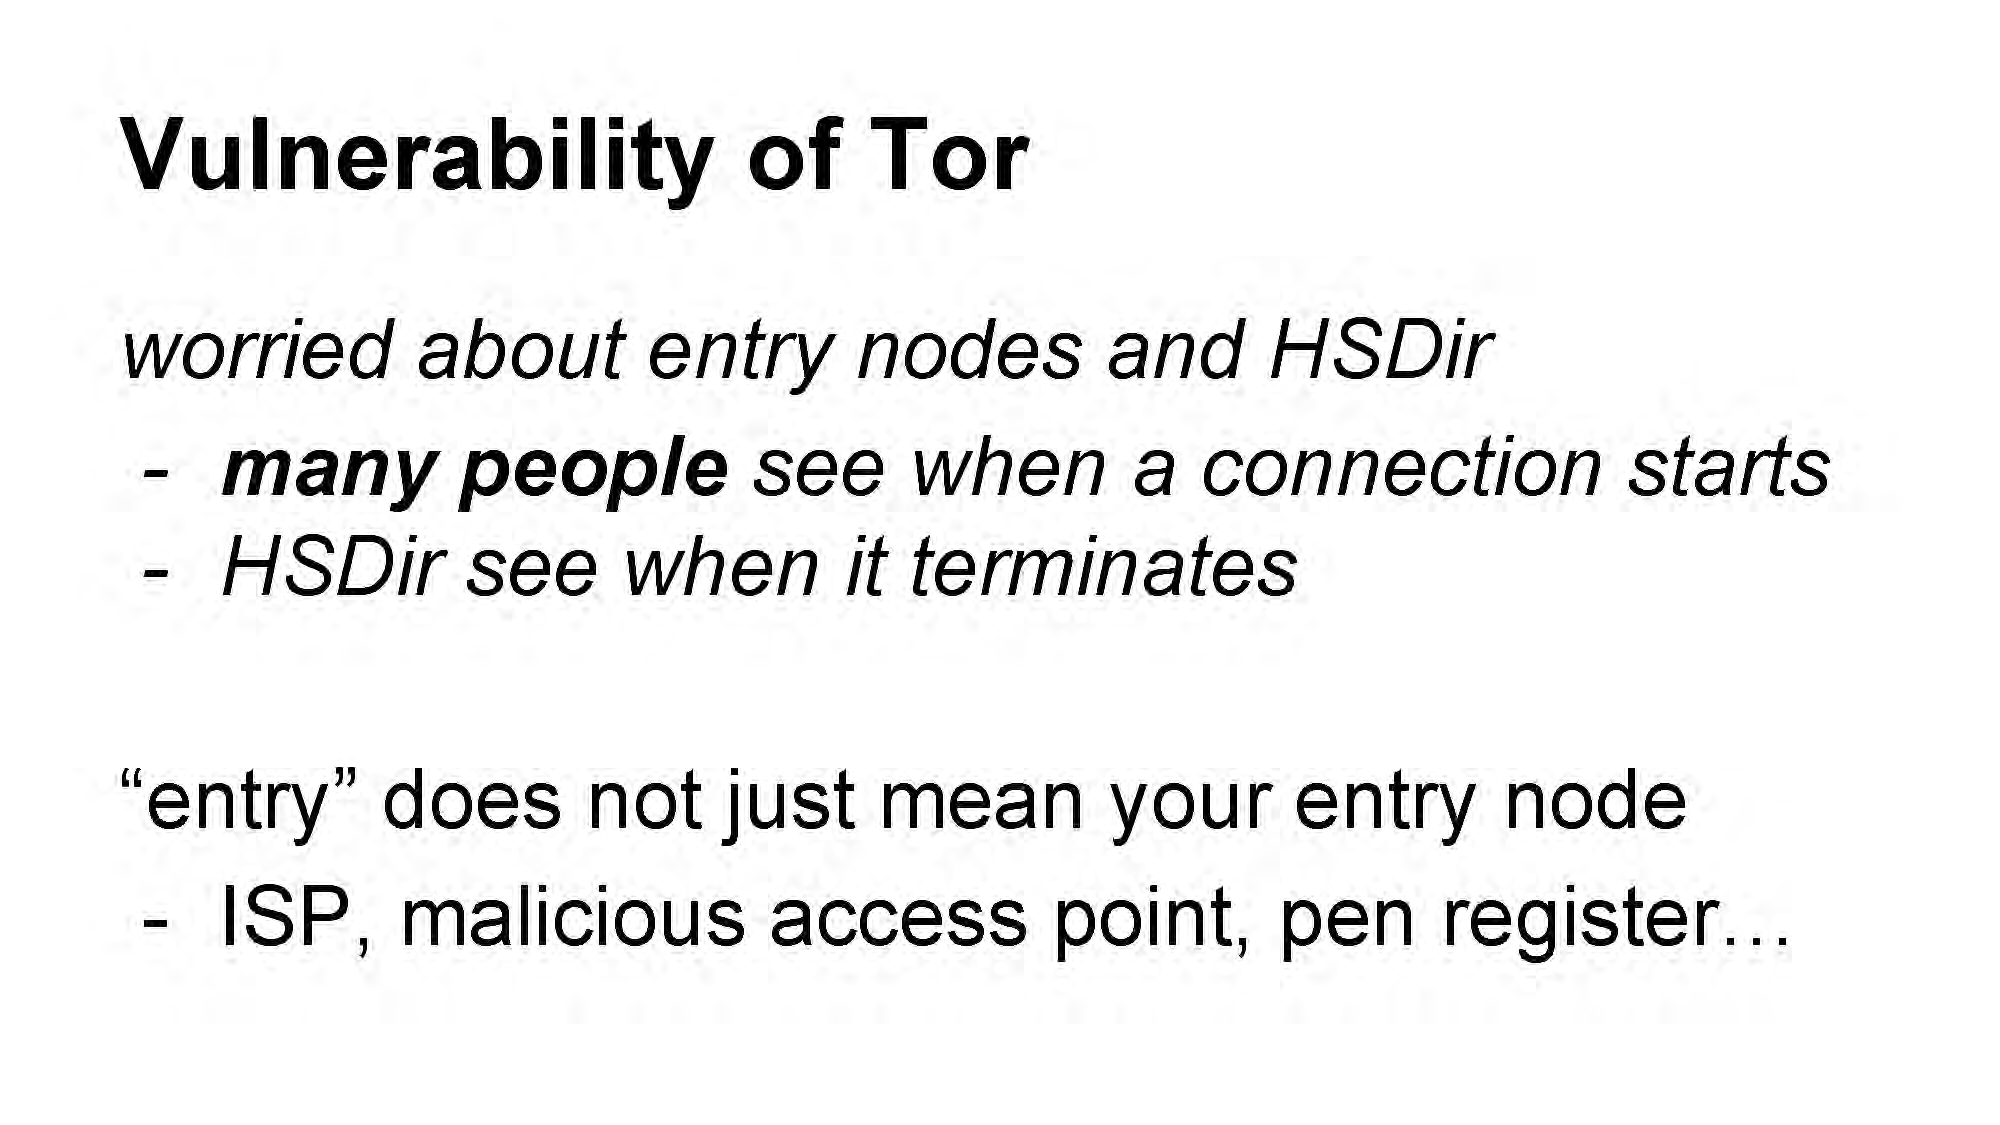 Vulnerability of Tor
worried about entry nodes and HSDir
- many people see when a connection starts
- HSDir see when it terminates
“entry” does not just mean your entry node
- ISP, malicious access point, pen register…